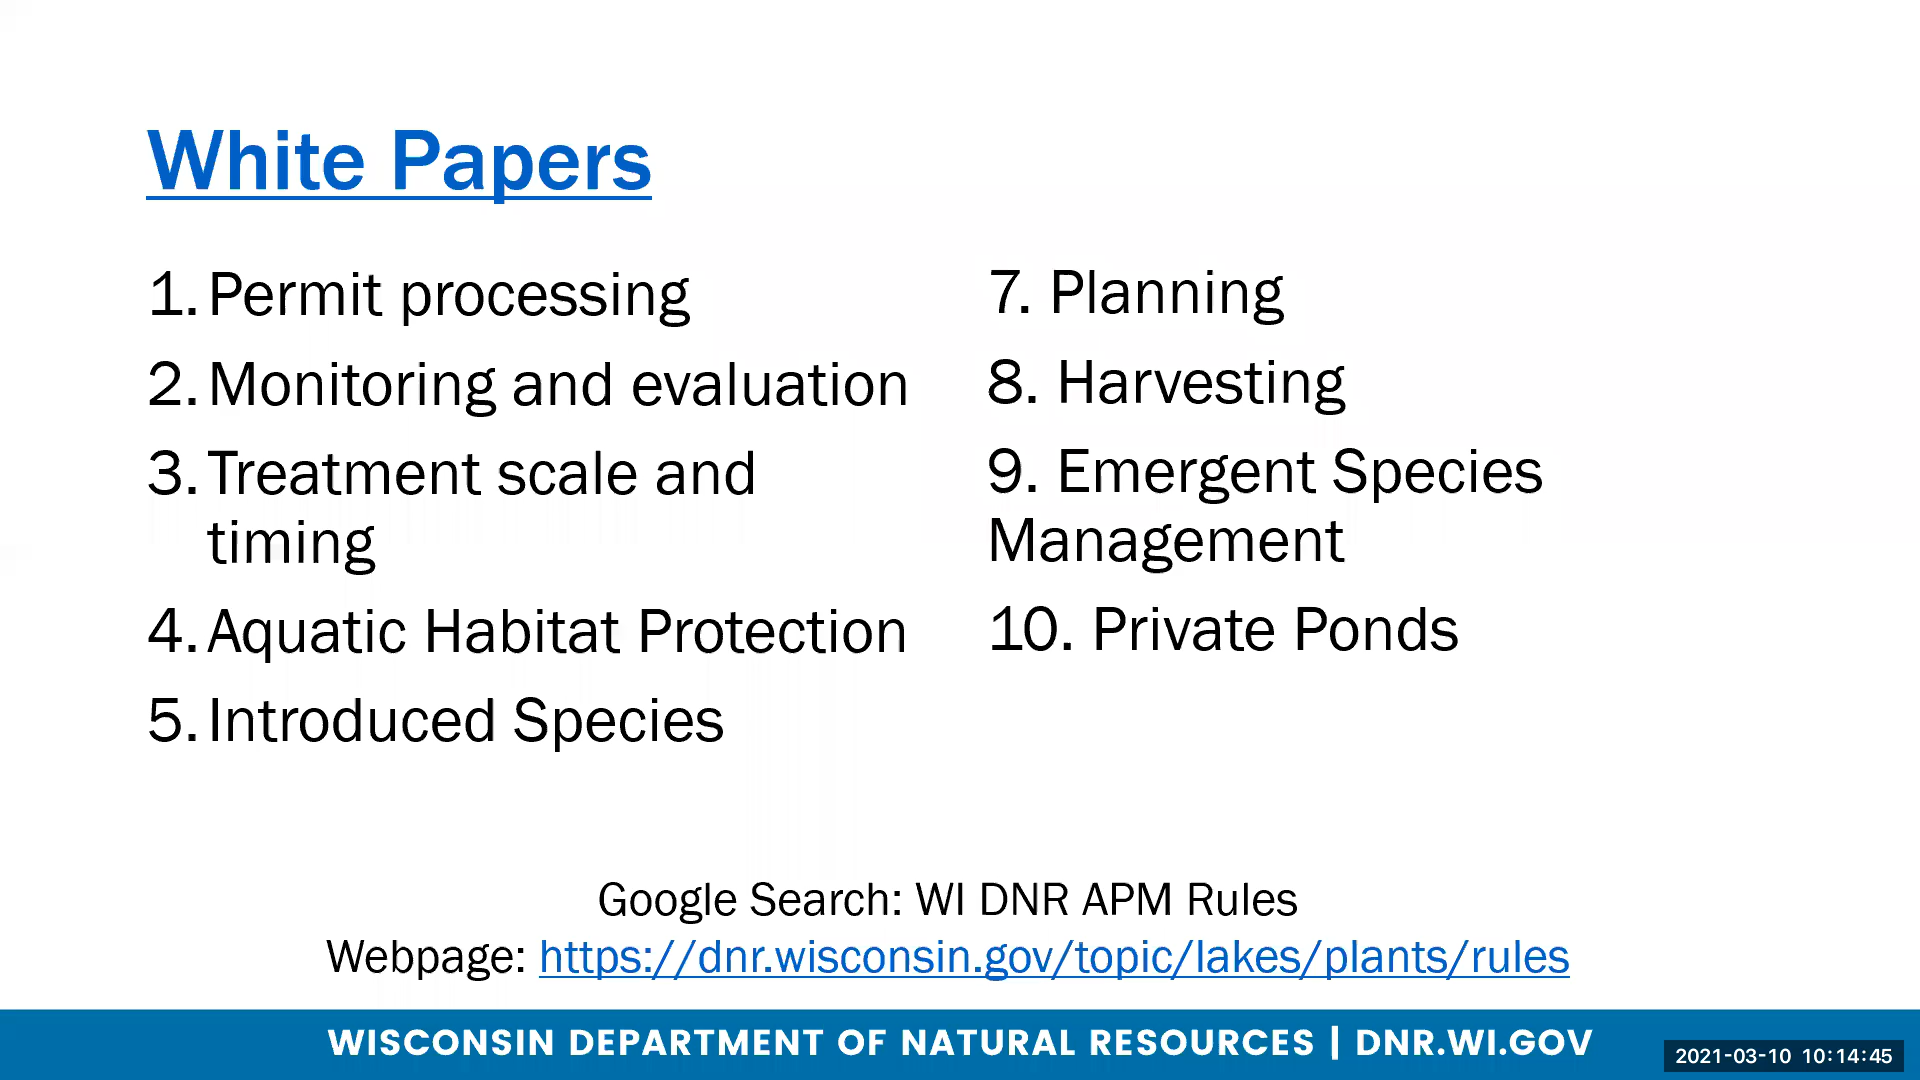 White Papers
1. Permit processing
2. Monitoring and evaluation
3. Treatment scale and
timing
4. Aquatic Habitat Protection
5. Introduced Species
7. Planning
8. Harvesting
9. Emergent Species
Management
10. Private Ponds
Google Search: WI DNR APM Rules
Webpage: https://dnr.wisconsin.gov/topic/lakes/plants/rules
WISCONSIN DEPARTMENT OF NATURAL RESOURCES | DNR.WI.GOV
2021-03-10 10:14:45